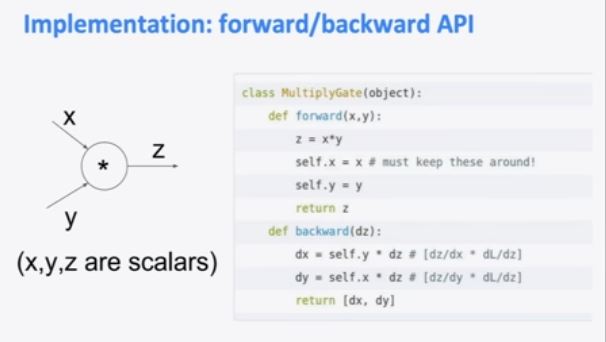 Implementation: forward/backward API
x
*
z
y
(x,y,z are scalars)
class MultiplyGate(object):
def forward(x,y):
z = x*y
self.x = x # must keep these around!
self.y = y
return z
def backward(dz):
dx = self.y * dz # [dz/dx * dL/dz]
dy = self.x * dz # [dz/dy * dL/dz]
return [dx, dy]